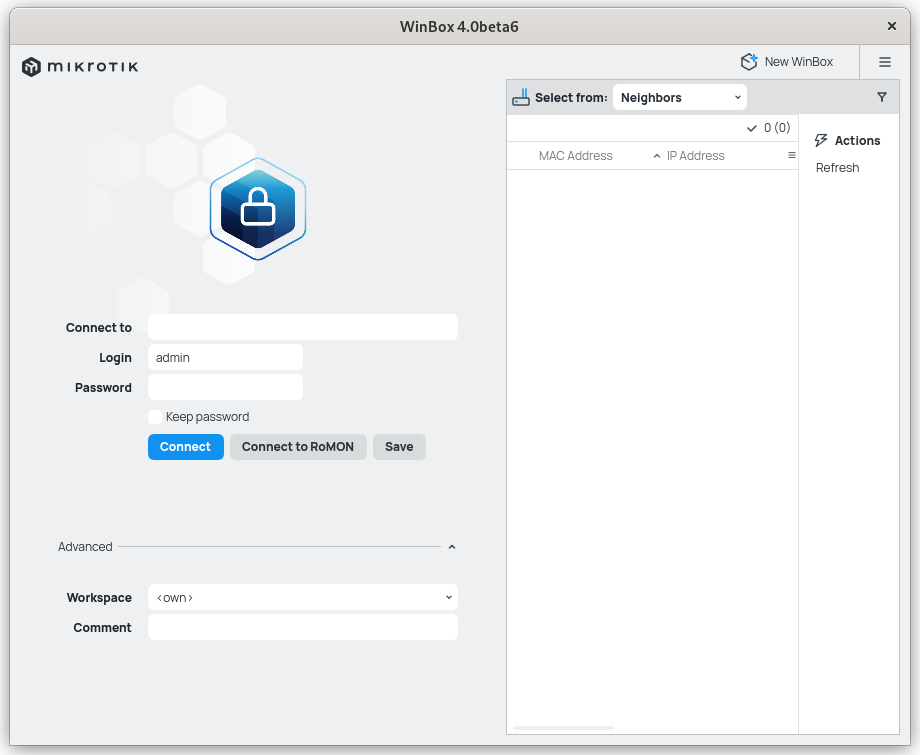 WinBox 4.0beta6
MIKROTIK
New WinBox
Select from: Neighbors
0 (0)
MAC Address IP Address
Actions
Refresh
Connect to
Login admin
Password
Keep password
Connect Connect to RoMON Save
Advanced
Workspace <own>
Comment